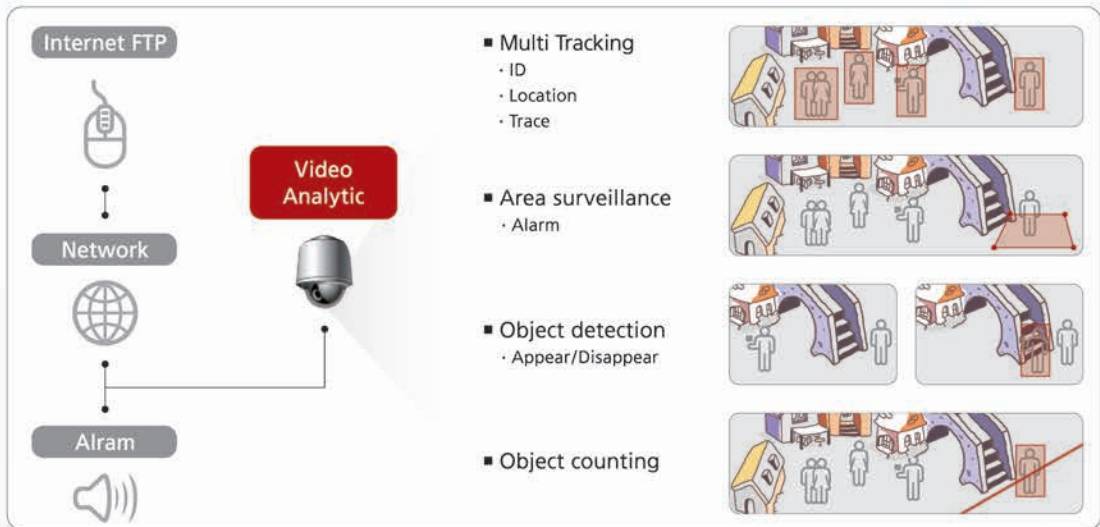 Internet FTP
Network
Alram
Video
Analytic
▪ Multi Tracking
· ID
· Location
· Trace
▪ Area surveillance
· Alarm
▪ Object detection
· Appear/Disappear
▪ Object counting